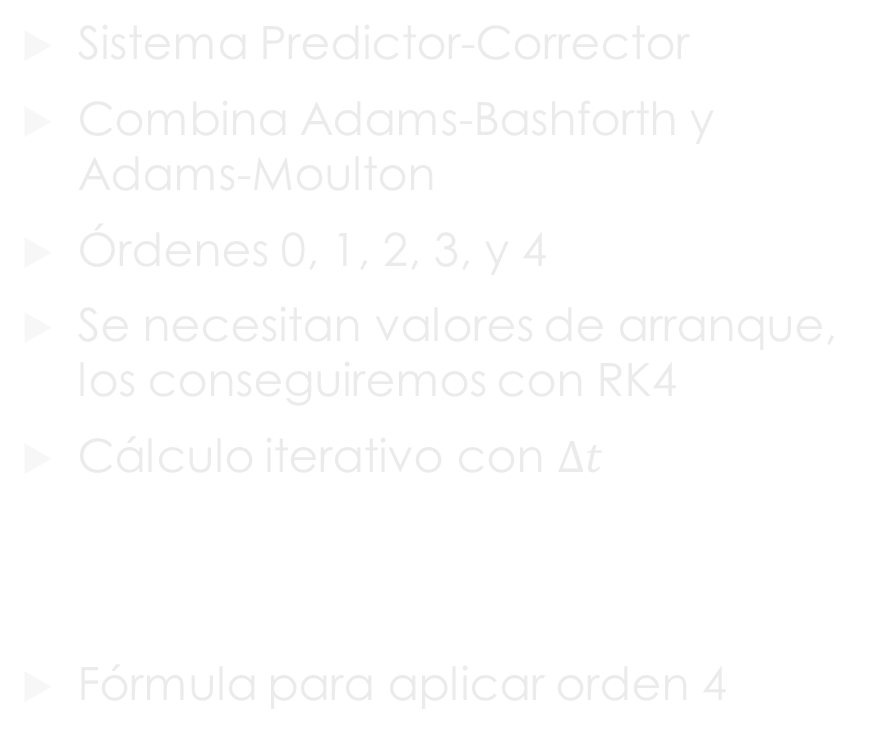 Sistema Predictor-Corrector
Combina Adams-Bashforth y
Adams-Moulton
Órdenes 0, 1, 2, 3, y 4
Se necesitan valores de arranque,
los conseguiremos con RK4
Cálculo iterativo con Δt
Fórmula para aplicar orden 4